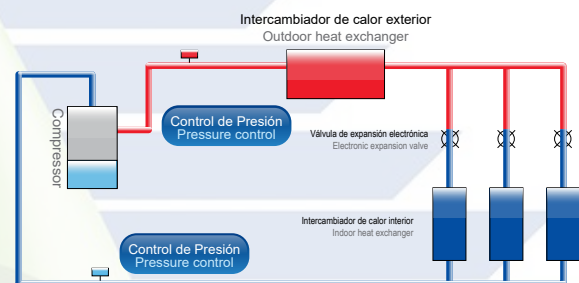 Intercambiador de calor exterior
Outdoor heat exchanger
Compressor
Control de Presión
Pressure control
Válvula de expansión electrónica
Electronic expansion valve
Intercambiador de calor interior
Indoor heat exchanger
Control de Presión
Pressure control